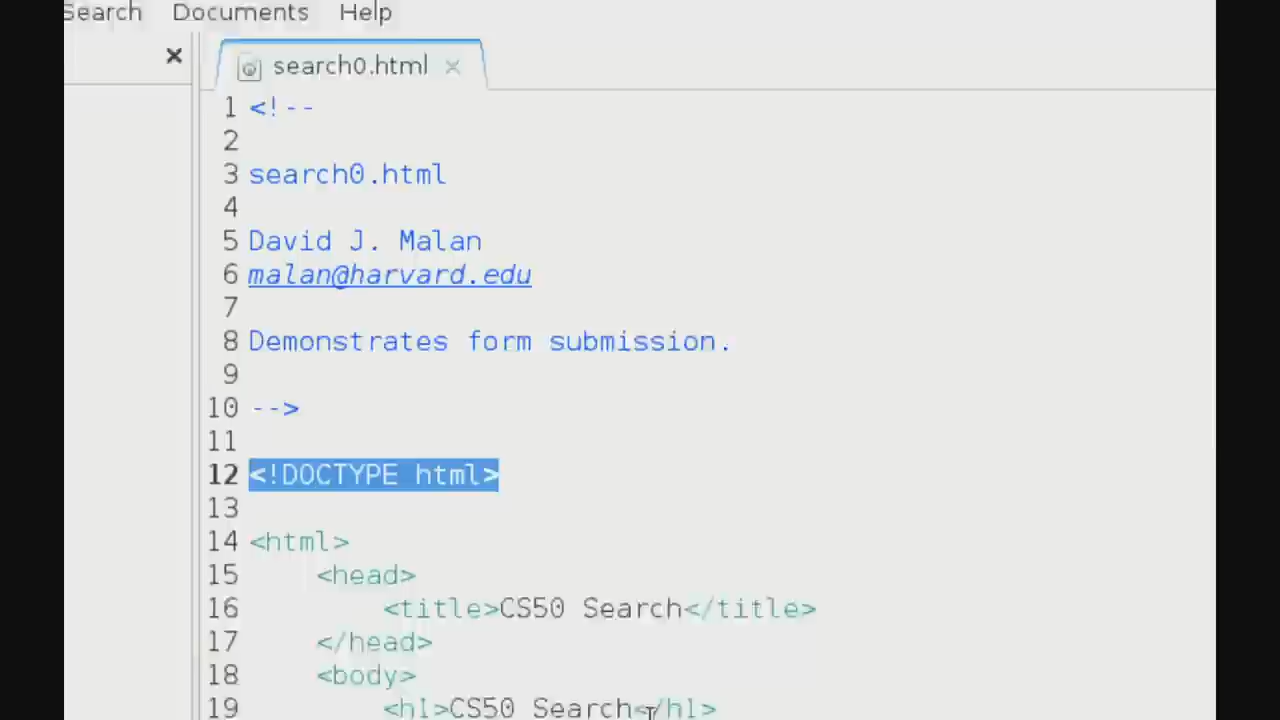 Search Documents Help
search0.html
1 <!--
2
3 search0.html
4
5 David J. Malan
6 malan@harvard.edu
7
8 Demonstrates form submission.
9
10 -->
11
12 <!DOCTYPE html>
13
14 <html>
15 <head>
16 <title>CS50 Search</title>
17 </head>
18 <body>
19 <h1>CS50 Search</h1>